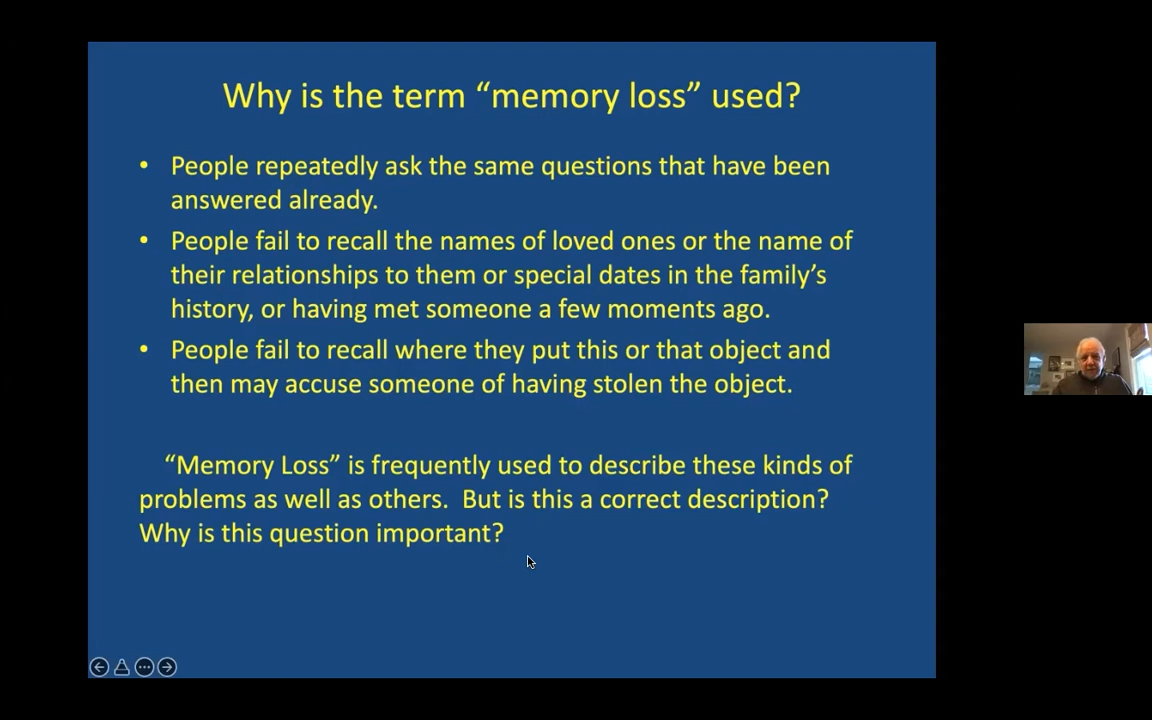 Why is the term “memory loss” used?
• People repeatedly ask the same questions that have been
answered already.
• People fail to recall the names of loved ones or the name of
their relationships to them or special dates in the family’s
history, or having met someone a few moments ago.
• People fail to recall where they put this or that object and
then may accuse someone of having stolen the object.
“Memory Loss” is frequently used to describe these kinds of
problems as well as others.  But is this a correct description?
Why is this question important?